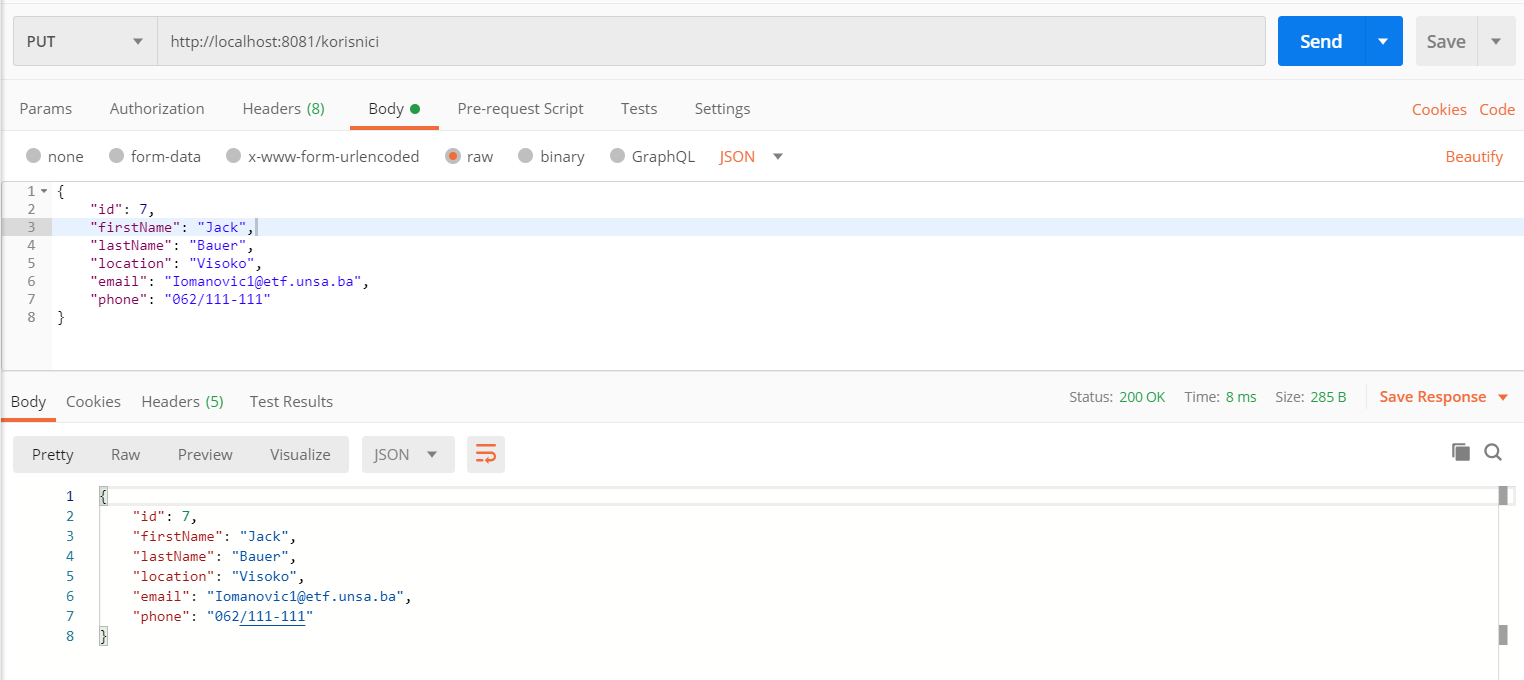 PUT http://localhost:8081/korisnici Send Save
Params Authorization Headers (8) Body Pre-request Script Tests Settings Cookies Code
none form-data x-www-form-urlencoded raw binary GraphQL JSON Beautify
1 {
2 "id": 7,
3 "firstName": "Jack",
4 "lastName": "Bauer",
5 "location": "Visoko",
6 "email": "Iomanovic1@etf.unsa.ba",
7 "phone": "062/111-111"
8 }
Body Cookies Headers (5) Test Results Status: 200 OK Time: 8 ms Size: 285 B Save Response
Pretty Raw Preview Visualize JSON
1 {
2 "id": 7,
3 "firstName": "Jack",
4 "lastName": "Bauer",
5 "location": "Visoko",
6 "email": "Iomanovic1@etf.unsa.ba",
7 "phone": "062/111-111"
8 }